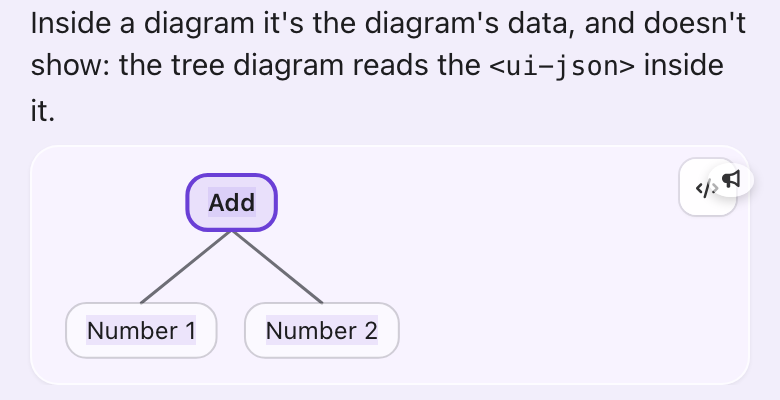 Inside a diagram it's the diagram's data, and doesn't
show: the tree diagram reads the <ui-json> inside
it.
Add
Number 1
Number 2